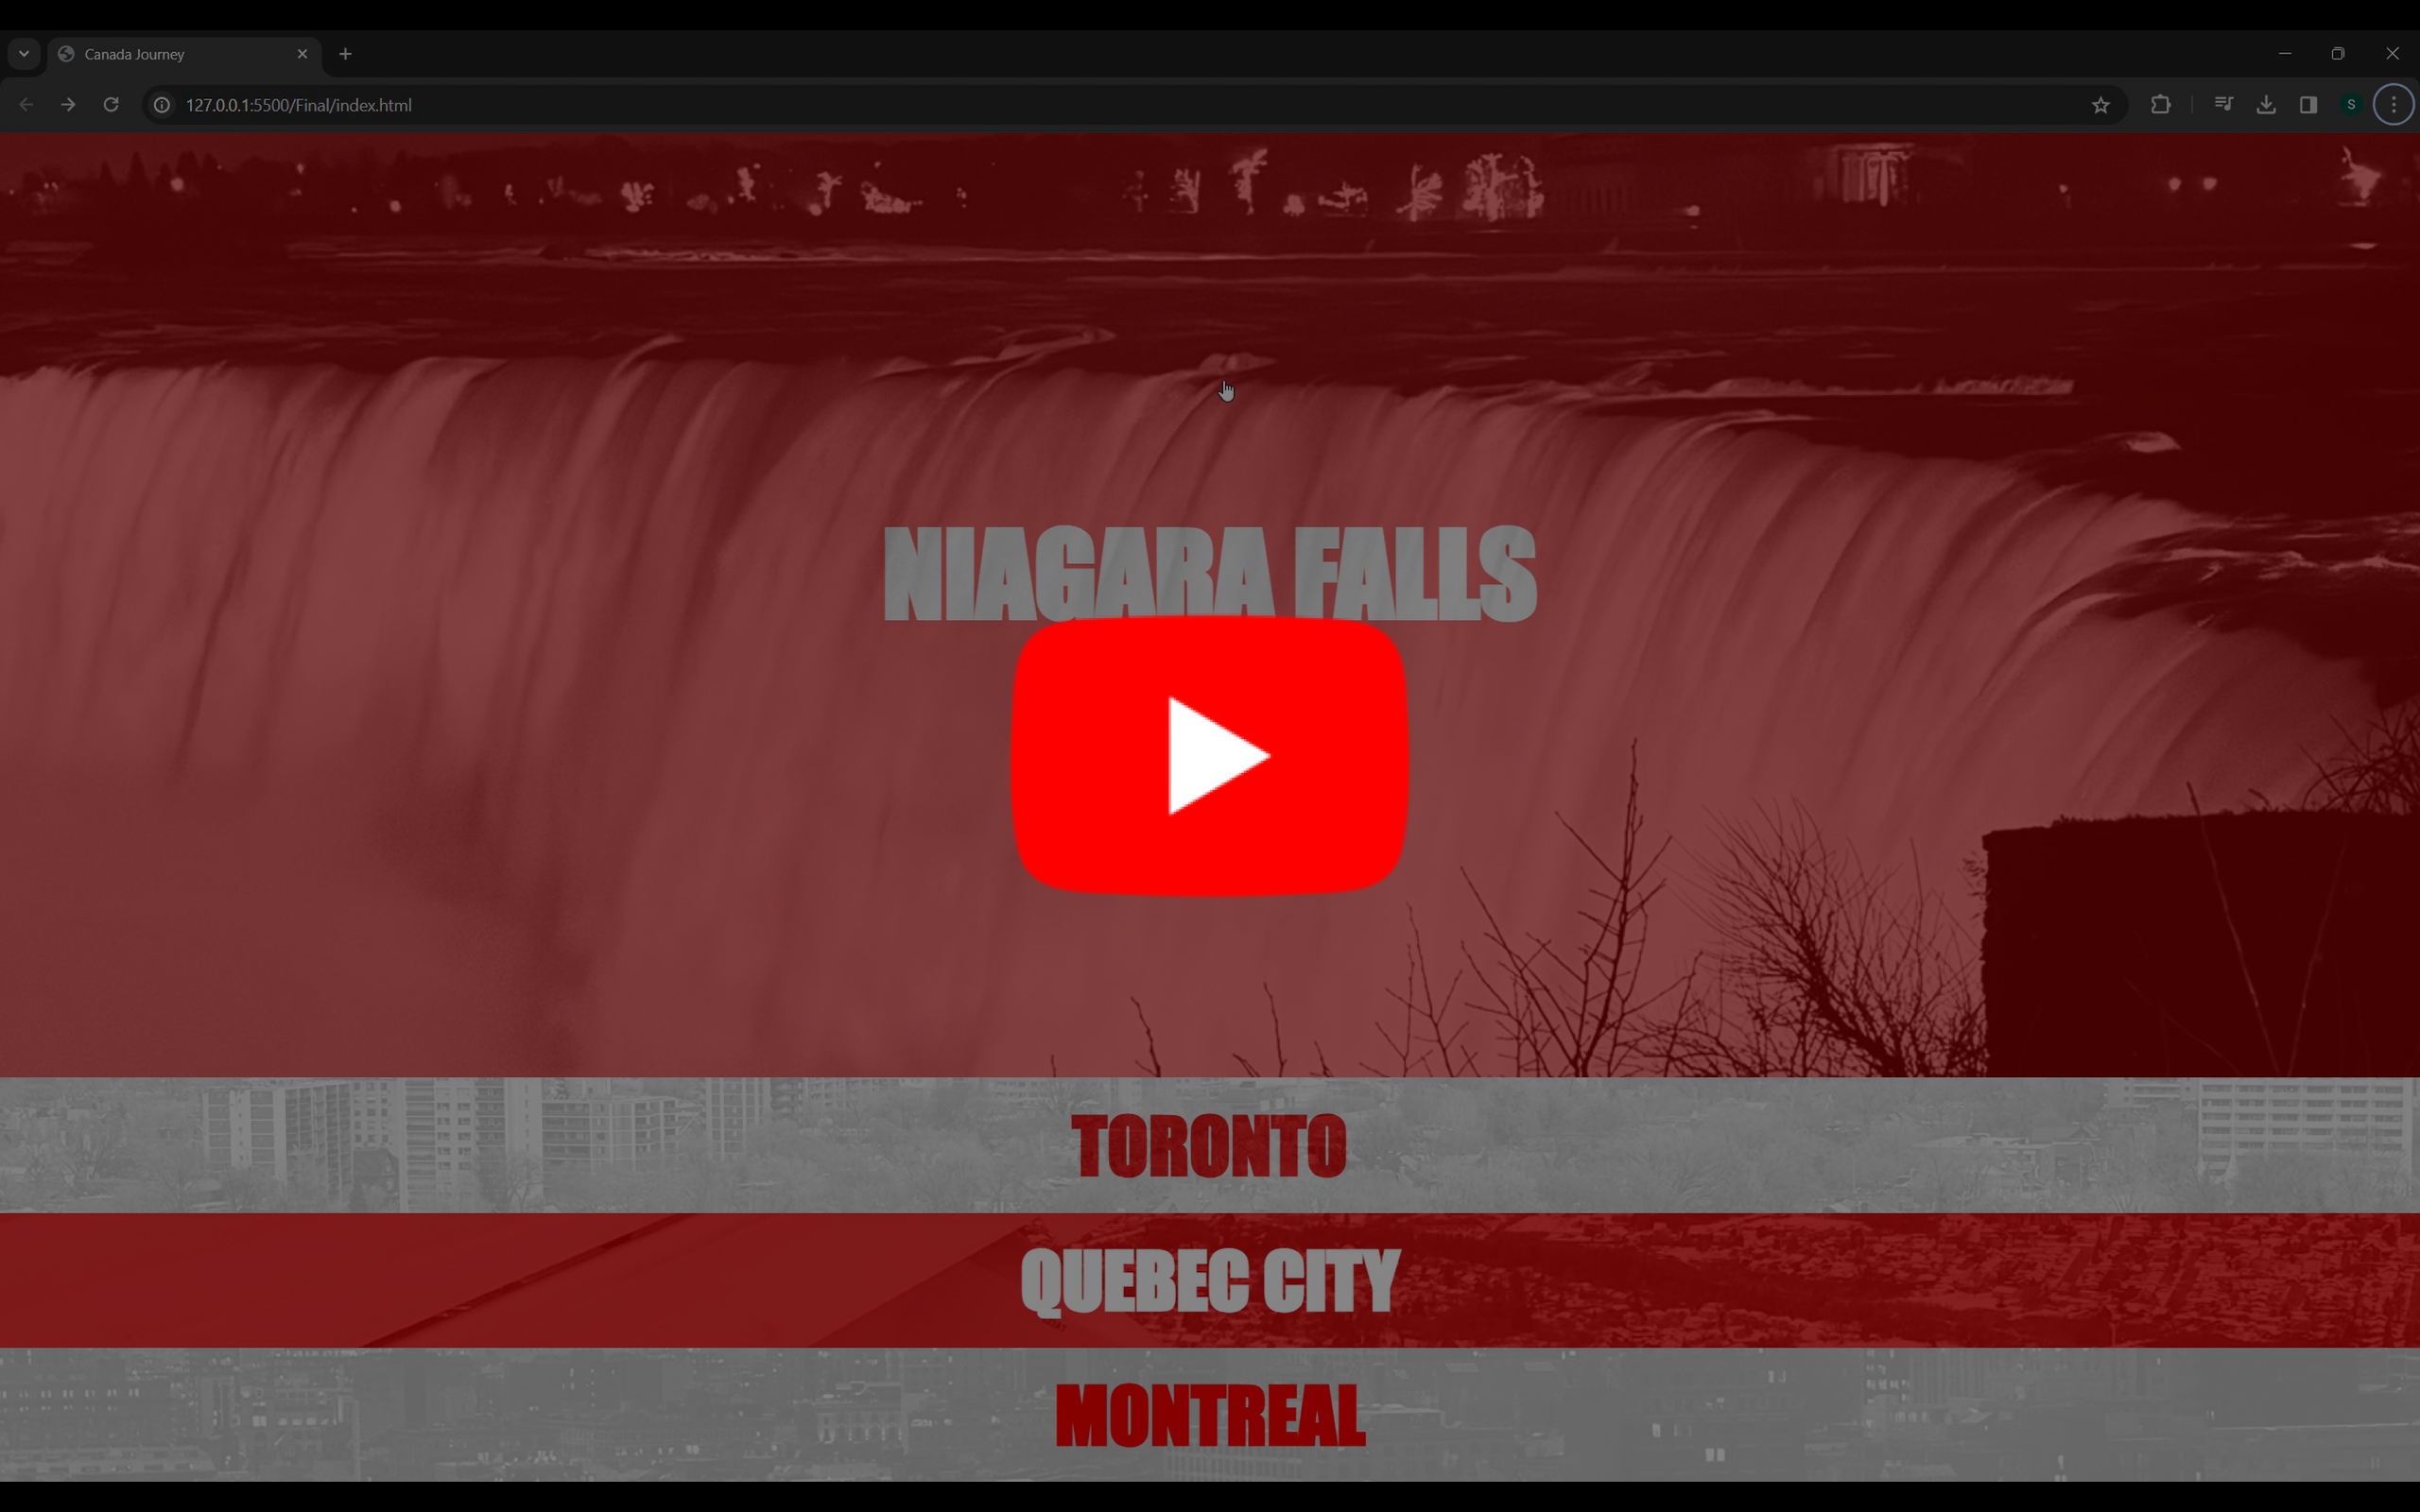 Canada Journey
127.0.0.1:5500/Final/index.html
S
NIAGARA FALLS
TORONTO
QUEBEC CITY
MONTREAL